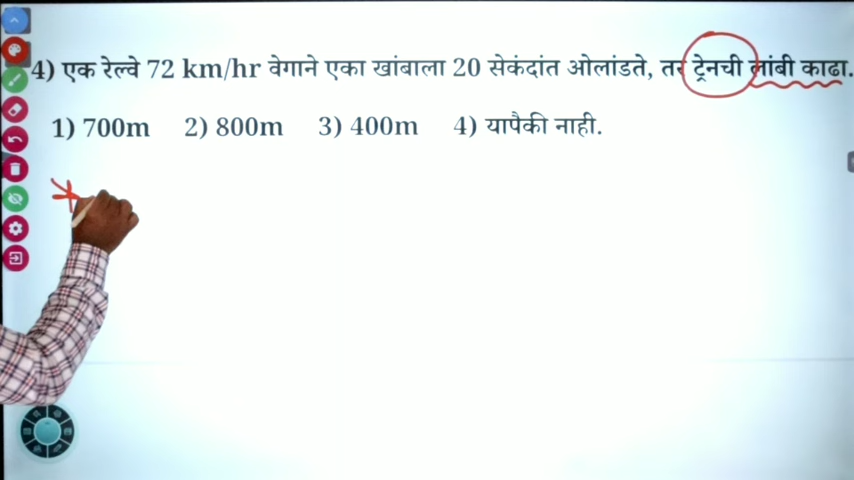 4) एक रेल्वे 72 km/hr वेगाने एका खांबाला 20 सेकंदांत ओलांडते, तर ट्रेनची लांबी काढा.
1) 700m 2) 800m 3) 400m 4) यापैकी नाही.